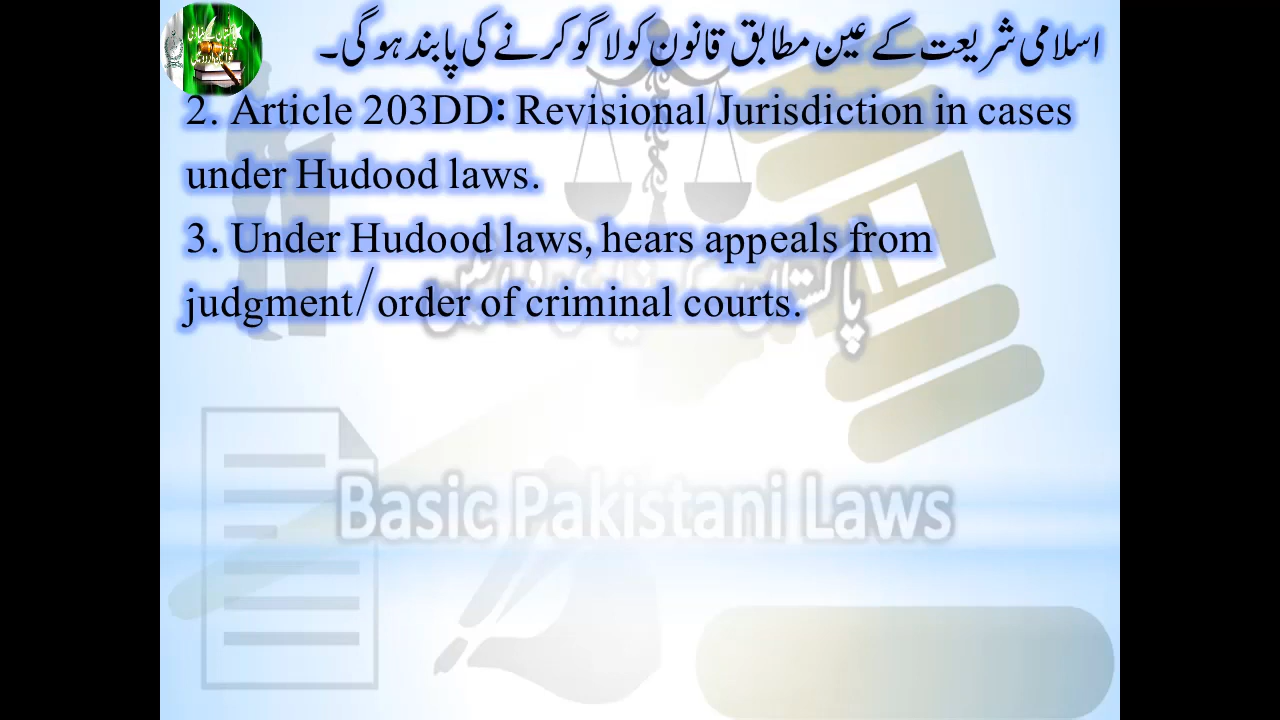 اسلامی شریعت کے عین مطابق قانون کو لاگو کرنے کی پابند ہوگی۔
2. Article 203DD: Revisional Jurisdiction in cases
under Hudood laws.
3. Under Hudood laws, hears appeals from
judgment/ order of criminal courts.
Basic Pakistani Laws